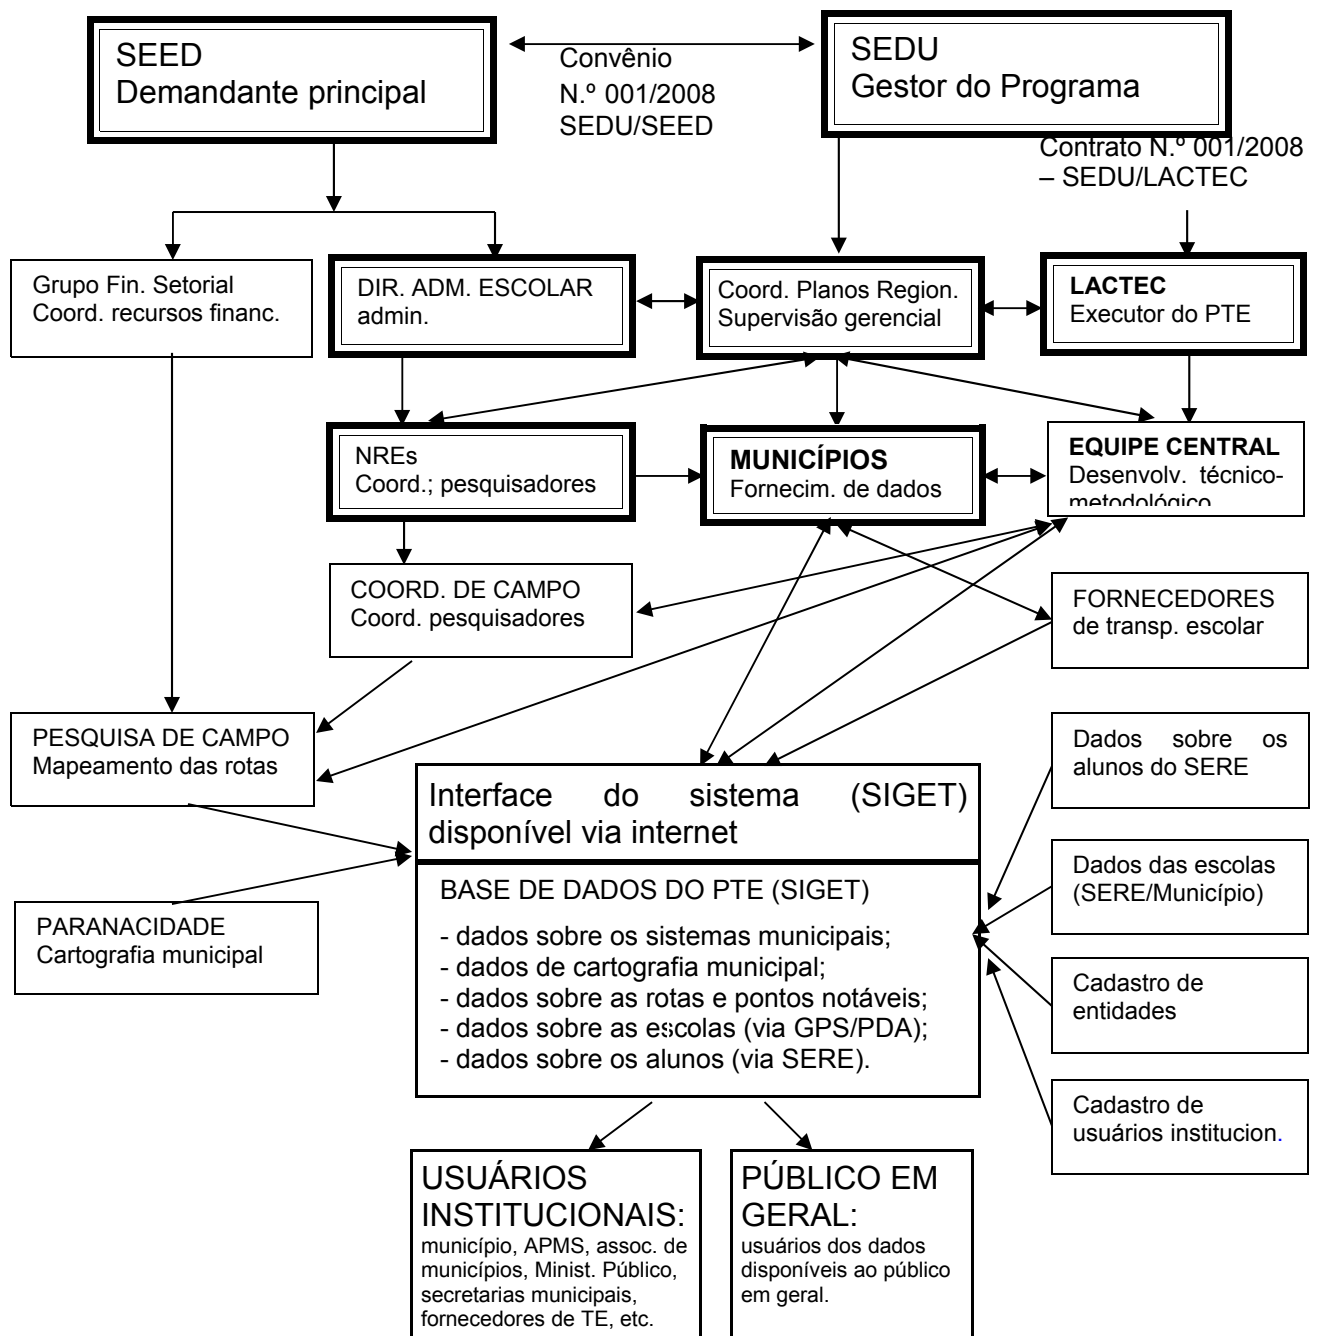 SEED
Demandante principal
Convênio
N.º 001/2008
SEDU/SEED
SEDU
Gestor do Programa
Contrato N.º 001/2008
– SEDU/LACTEC
Grupo Fin. Setorial
Coord. recursos financ.
DIR. ADM. ESCOLAR
admin.
Coord. Planos Region.
Supervisão gerencial
LACTEC
Executor do PTE
NREs
Coord.; pesquisadores
MUNICÍPIOS
Fornecim. de dados
EQUIPE CENTRAL
Desenvolv. técnico-
metodológico
COORD. DE CAMPO
Coord. pesquisadores
FORNECEDORES
de transp. escolar
PESQUISA DE CAMPO
Mapeamento das rotas
Dados sobre os
alunos do SERE
Interface do sistema (SIGET)
disponível via internet
BASE DE DADOS DO PTE (SIGET)
- dados sobre os sistemas municipais;
- dados de cartografia municipal;
- dados sobre as rotas e pontos notáveis;
- dados sobre as escolas (via GPS/PDA);
- dados sobre os alunos (via SERE).
Dados das escolas
(SERE/Município)
PARANACIDADE
Cartografia municipal
Cadastro de
entidades
Cadastro de
usuários institucion.
USUÁRIOS
INSTITUCIONAIS:
município, APMS, assoc. de
municípios, Minist. Público,
secretarias municipais,
fornecedores de TE, etc.
PÚBLICO EM
GERAL:
usuários dos dados
disponíveis ao público
em geral.